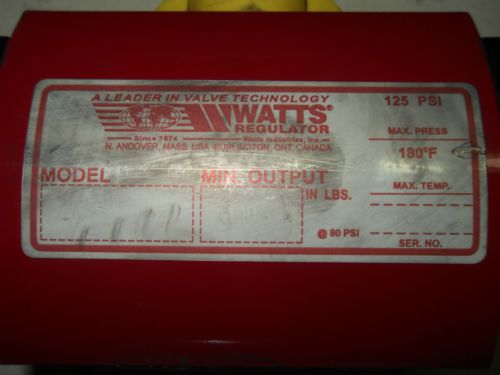 A LEADER IN VALVE TECHNOLOGY
WATTS®
REGULATOR
Since 1874 Watts Industries, Inc.
N. ANDOVER, MASS. USA BURLINGTON, ONT. CANADA
125 PSI
MAX. PRESS
180°F
MAX. TEMP.
MODEL
MIN. OUTPUT
IN LBS.
@ 80 PSI
SER. NO.